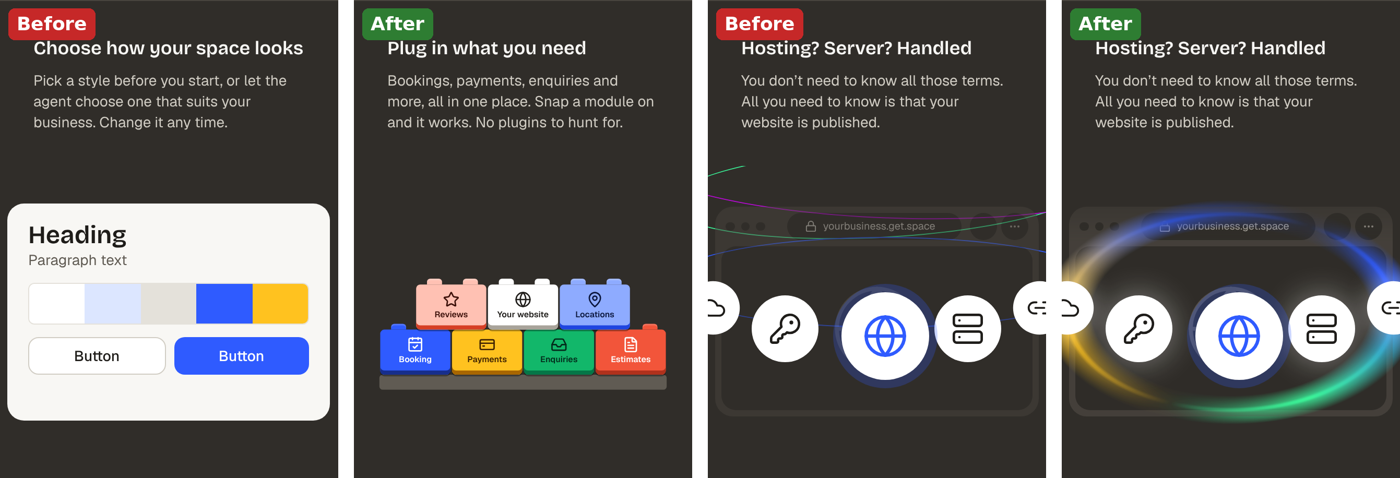 Before
Choose how your space looks
Pick a style before you start, or let the
agent choose one that suits your
business. Change it any time.
Heading
Paragraph text
Button
Button
After
Plug in what you need
Bookings, payments, enquiries and
more, all in one place. Snap a module on
and it works. No plugins to hunt for.
Reviews
Your website
Locations
Booking
Payments
Enquiries
Estimates
Before
Hosting? Server? Handled
You don’t need to know all those terms.
All you need to know is that your
website is published.
yourbusiness.get.space
After
Hosting? Server? Handled
You don’t need to know all those terms.
All you need to know is that your
website is published.
yourbusiness.get.space